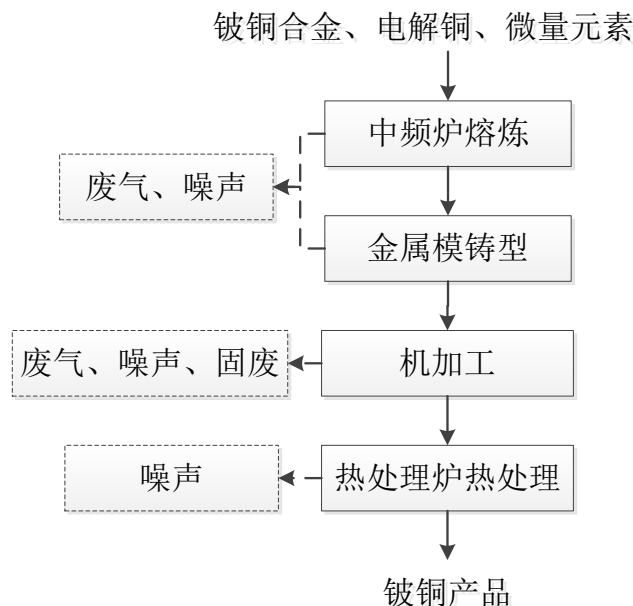 铍铜合金、电解铜、微量元素
中频炉熔炼
废气、噪声
金属模铸型
废气、噪声、固废
机加工
噪声
热处理炉热处理
铍铜产品